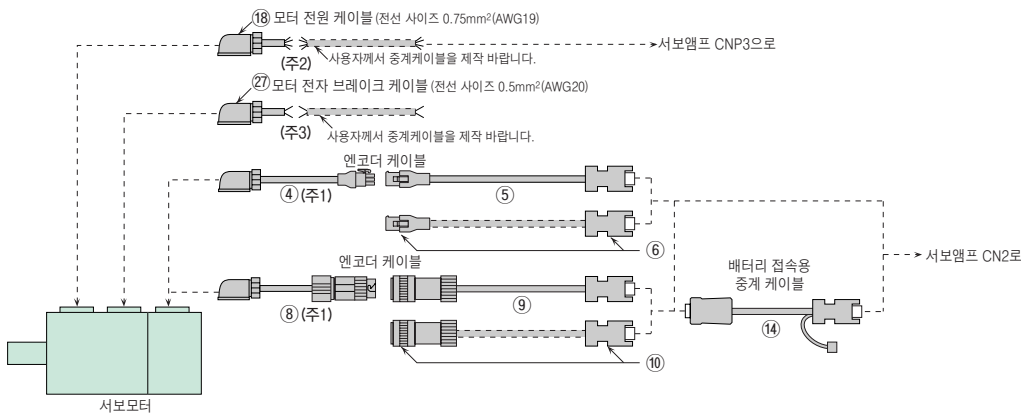 ⑱ 모터 전원 케이블 (전선 사이즈 0.75mm²(AWG19)
서보앰프 CNP3으로
(주2)
사용자께서 중계케이블을 제작 바랍니다.
㉗ 모터 전자 브레이크 케이블 (전선 사이즈 0.5mm²(AWG20)
(주3)
사용자께서 중계케이블을 제작 바랍니다.
엔코더 케이블
④ (주1)
⑤
⑥
서보앰프 CN2로
엔코더 케이블
⑧ (주1)
⑨
⑩
배터리 접속용
중계 케이블
⑭
서보모터